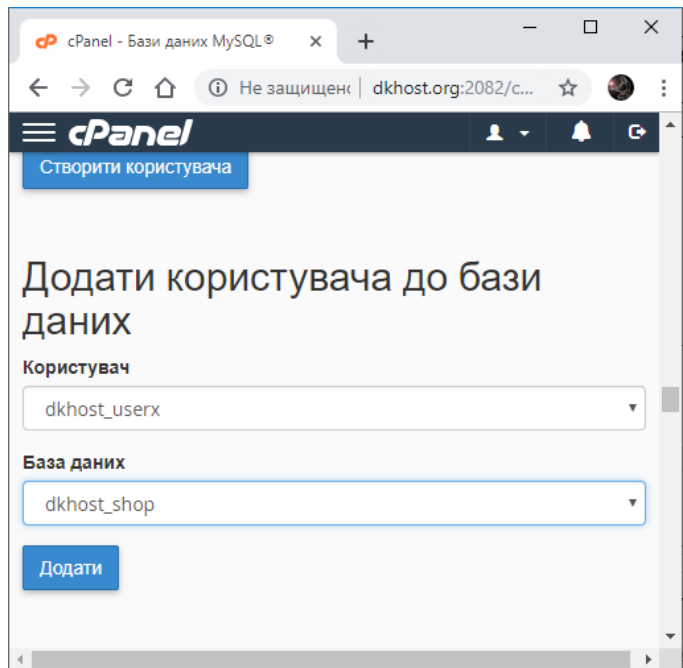 cPanel - Бази даних MySQL®
Не защищено dkhost.org:2082/c...
cPanel
Створити користувача
Додати користувача до бази
даних
Користувач
dkhost_userx
База даних
dkhost_shop
Додати